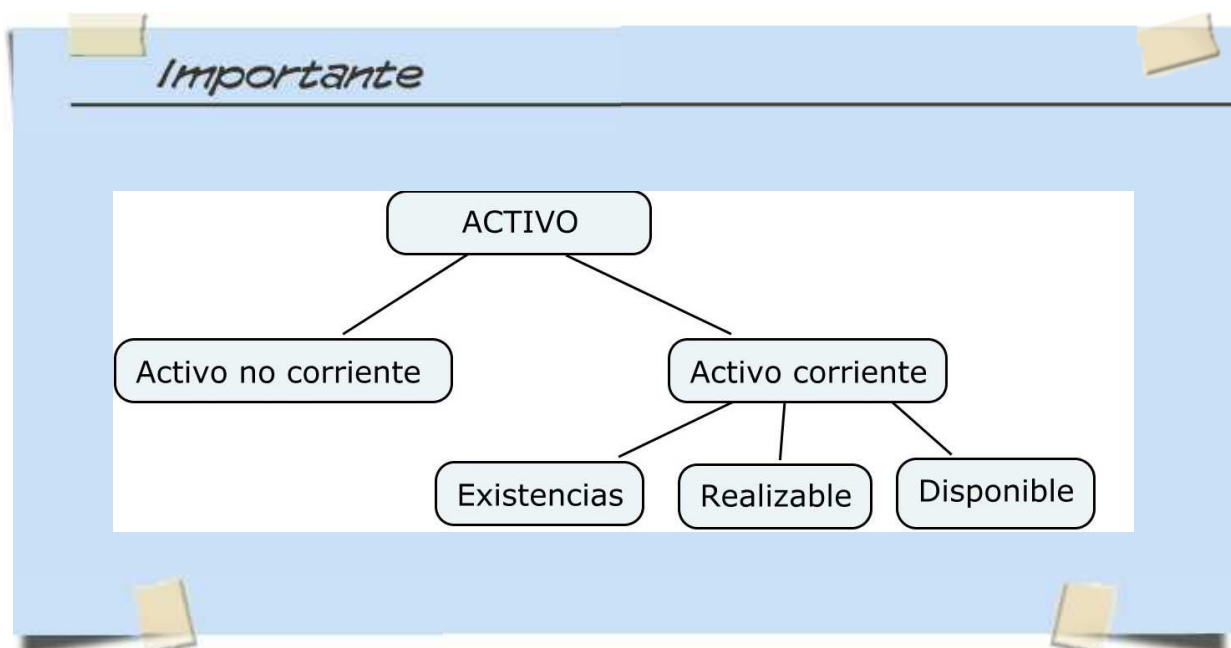 Importante
ACTIVO
Activo no corriente
Activo corriente
Existencias
Realizable
Disponible